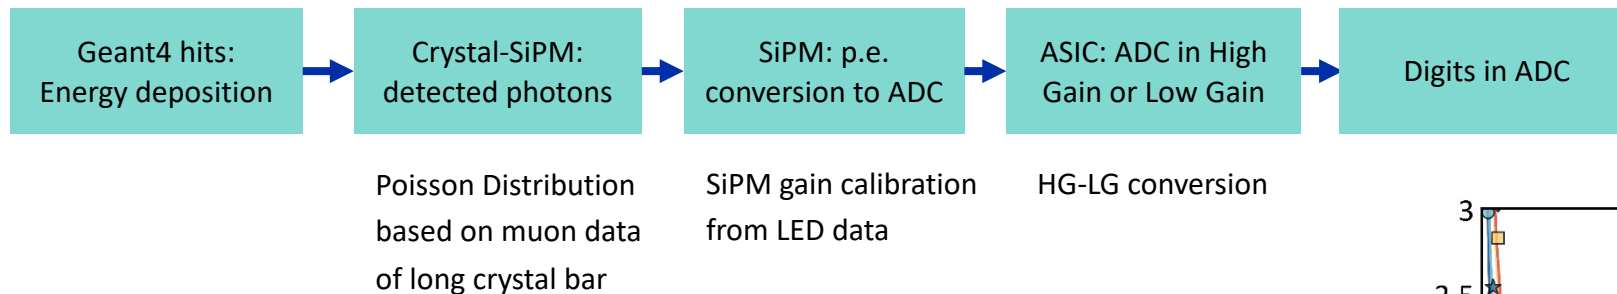 Geant4 hits:
Energy deposition
Crystal-SiPM:
detected photons
SiPM: p.e.
conversion to ADC
ASIC: ADC in High
Gain or Low Gain
Digits in ADC
Poisson Distribution
based on muon data
of long crystal bar
SiPM gain calibration
from LED data
HG-LG conversion
3